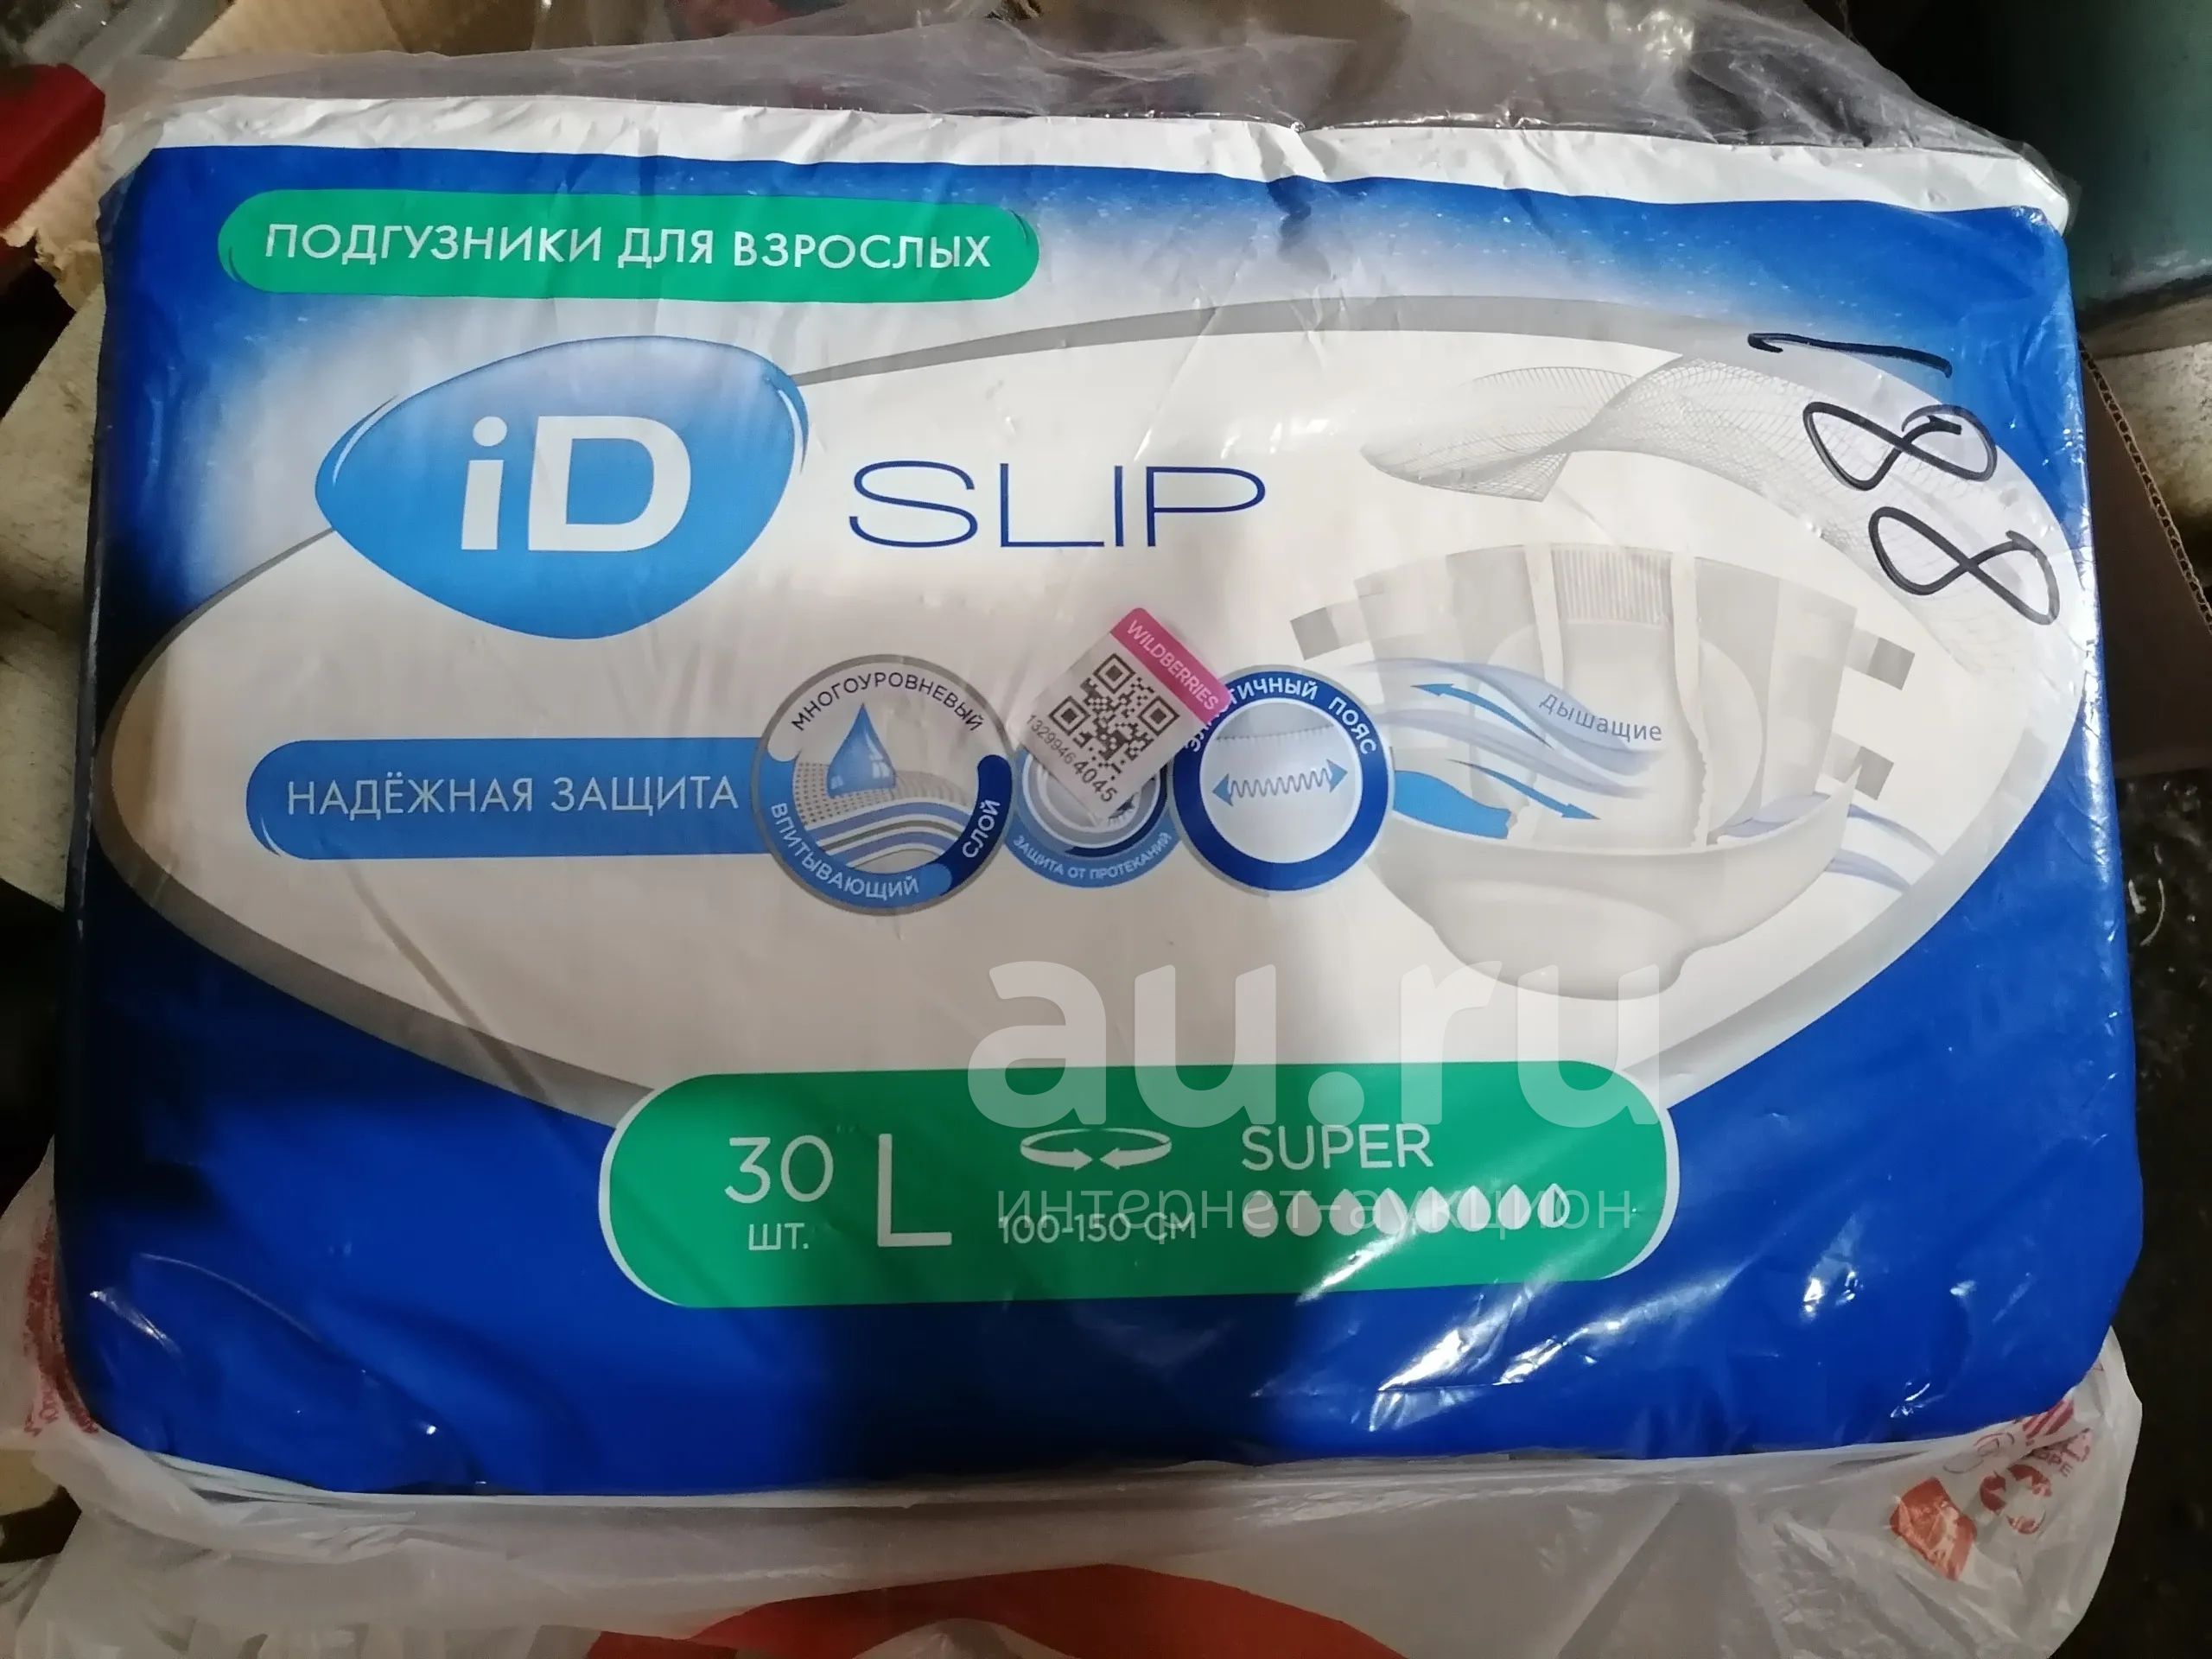 ПОДГУЗНИКИ ДЛЯ ВЗРОСЛЫХ
iD SLIP
188
WILDBERRIES
13299464045
НАДЁЖНАЯ ЗАЩИТА
МНОГОУРОВНЕВЫЙ
ВПИТЫВАЮЩИЙ СЛОЙ
ЗАЩИТА ОТ ПРОТЕКАНИЙ
ПОЯС
дышащие
au.ru
интернет-аукцион
30 ШТ.
L
100-150 СМ
SUPER